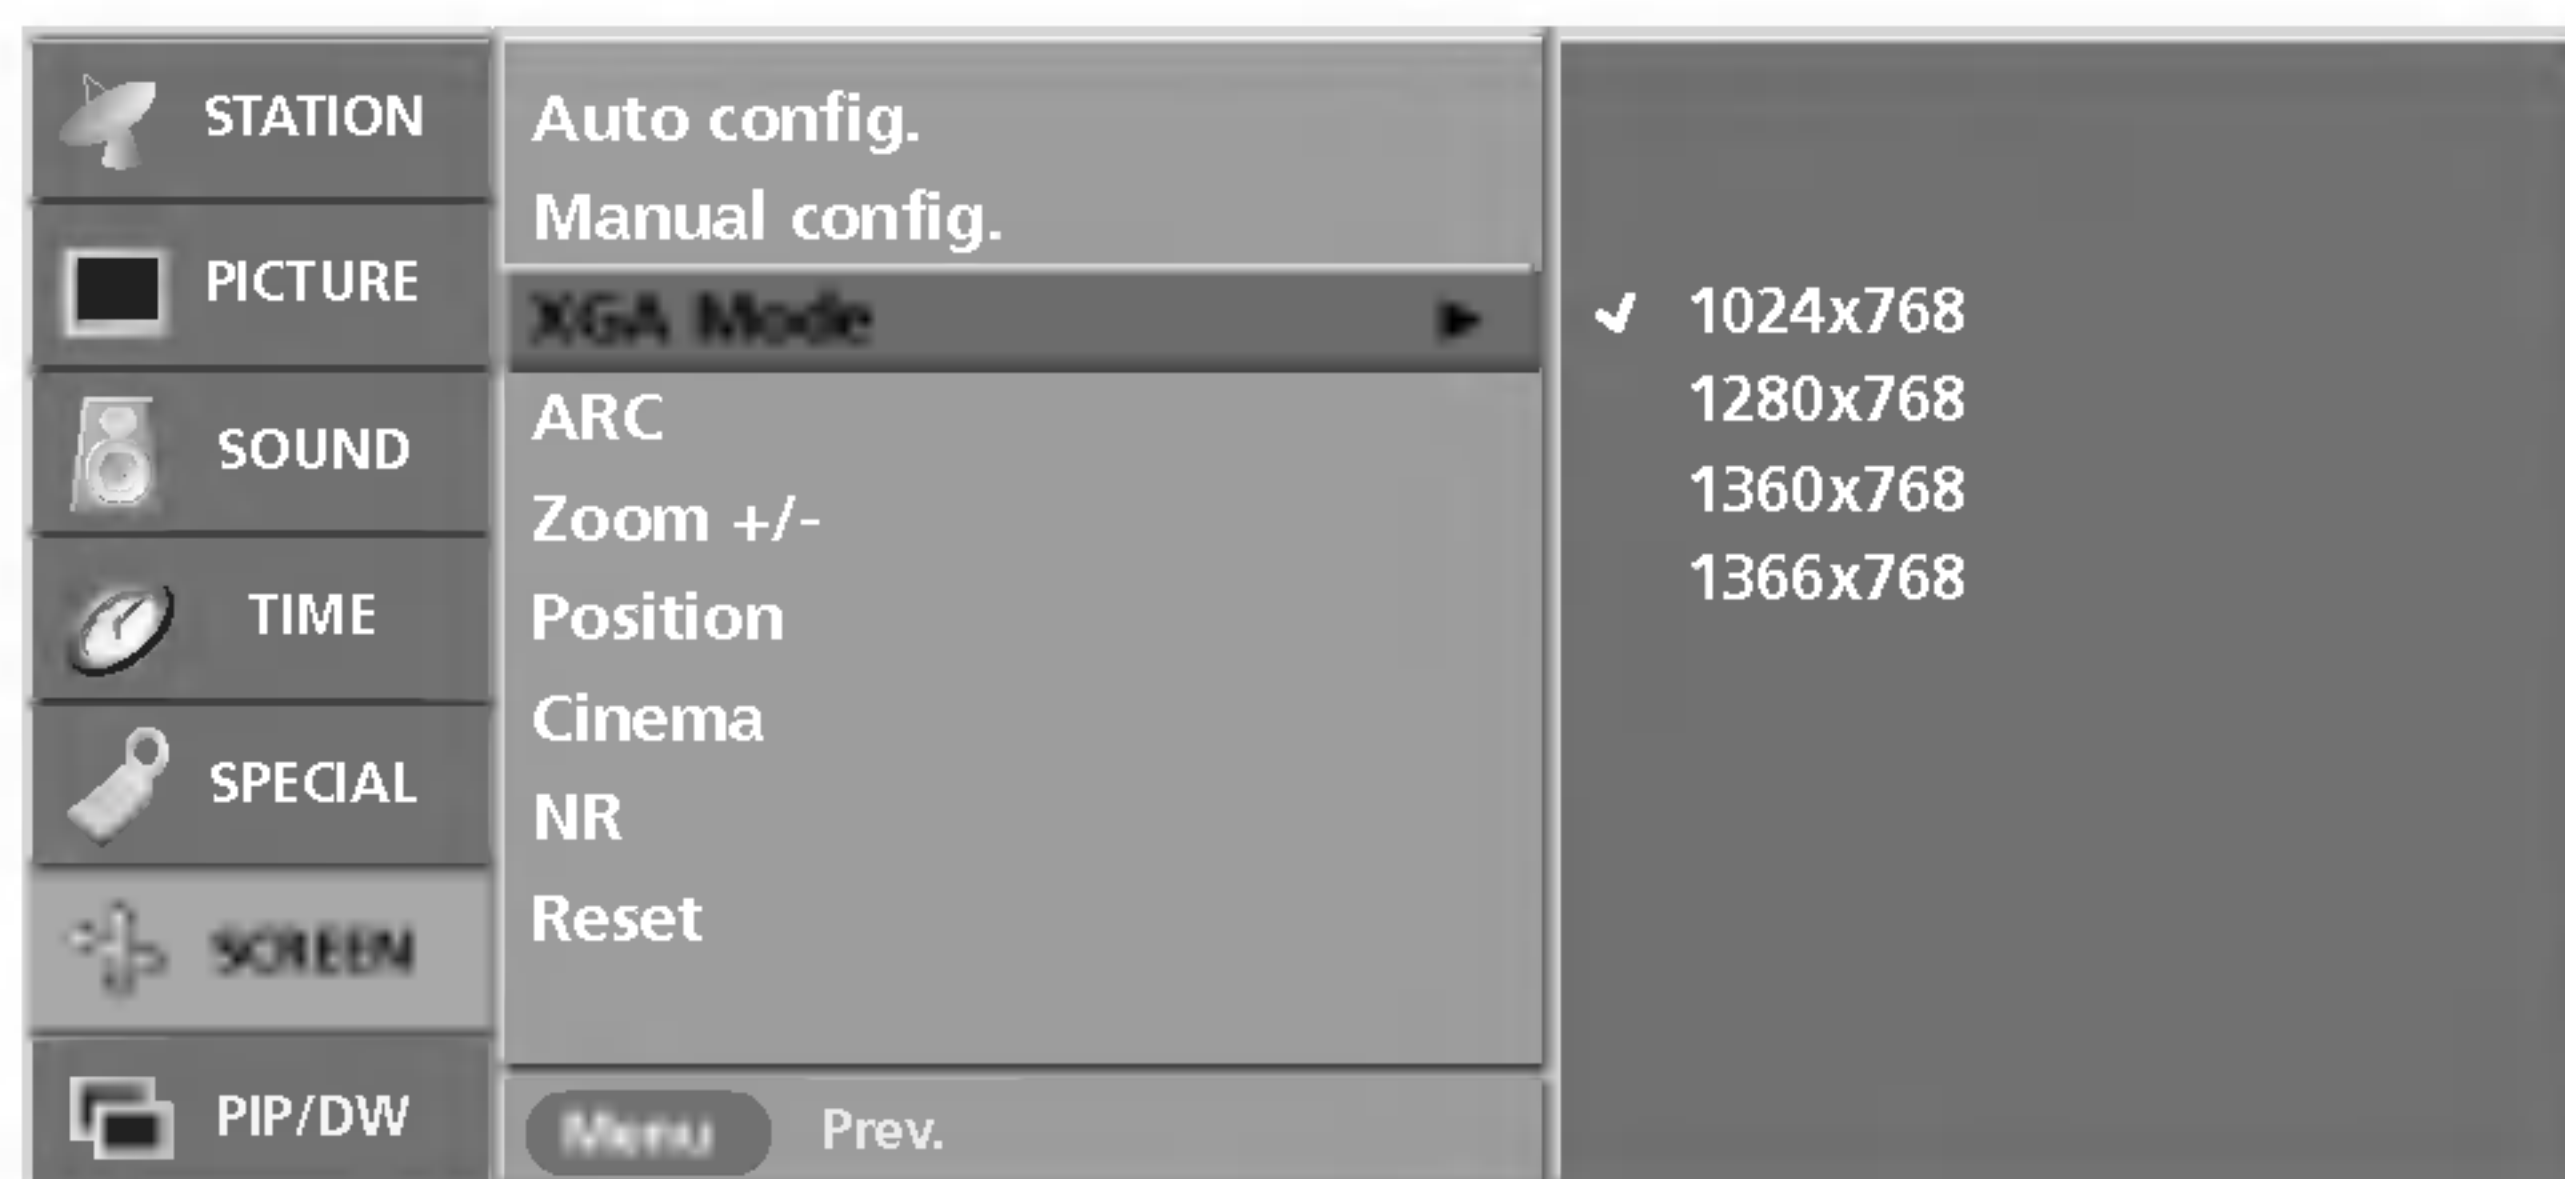 STATION
PICTURE
SOUND
TIME
SPECIAL
SCREEN
PIP/DW
Auto config.
Manual config.
XGA Mode
ARC
Zoom +/-
Position
Cinema
NR
Reset
Menu Prev.
1024x768
1280x768
1360x768
1366x768